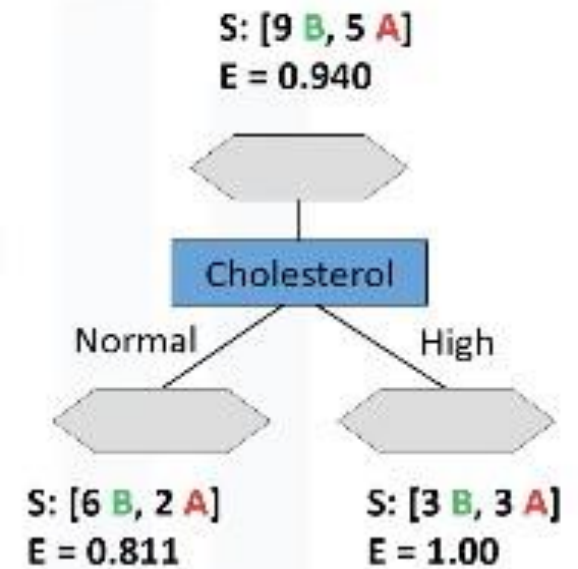 S: [9 B, 5 A]
E = 0.940
Cholesterol
Normal
High
S: [6 B, 2 A]
E = 0.811
S: [3 B, 3 A]
E = 1.00